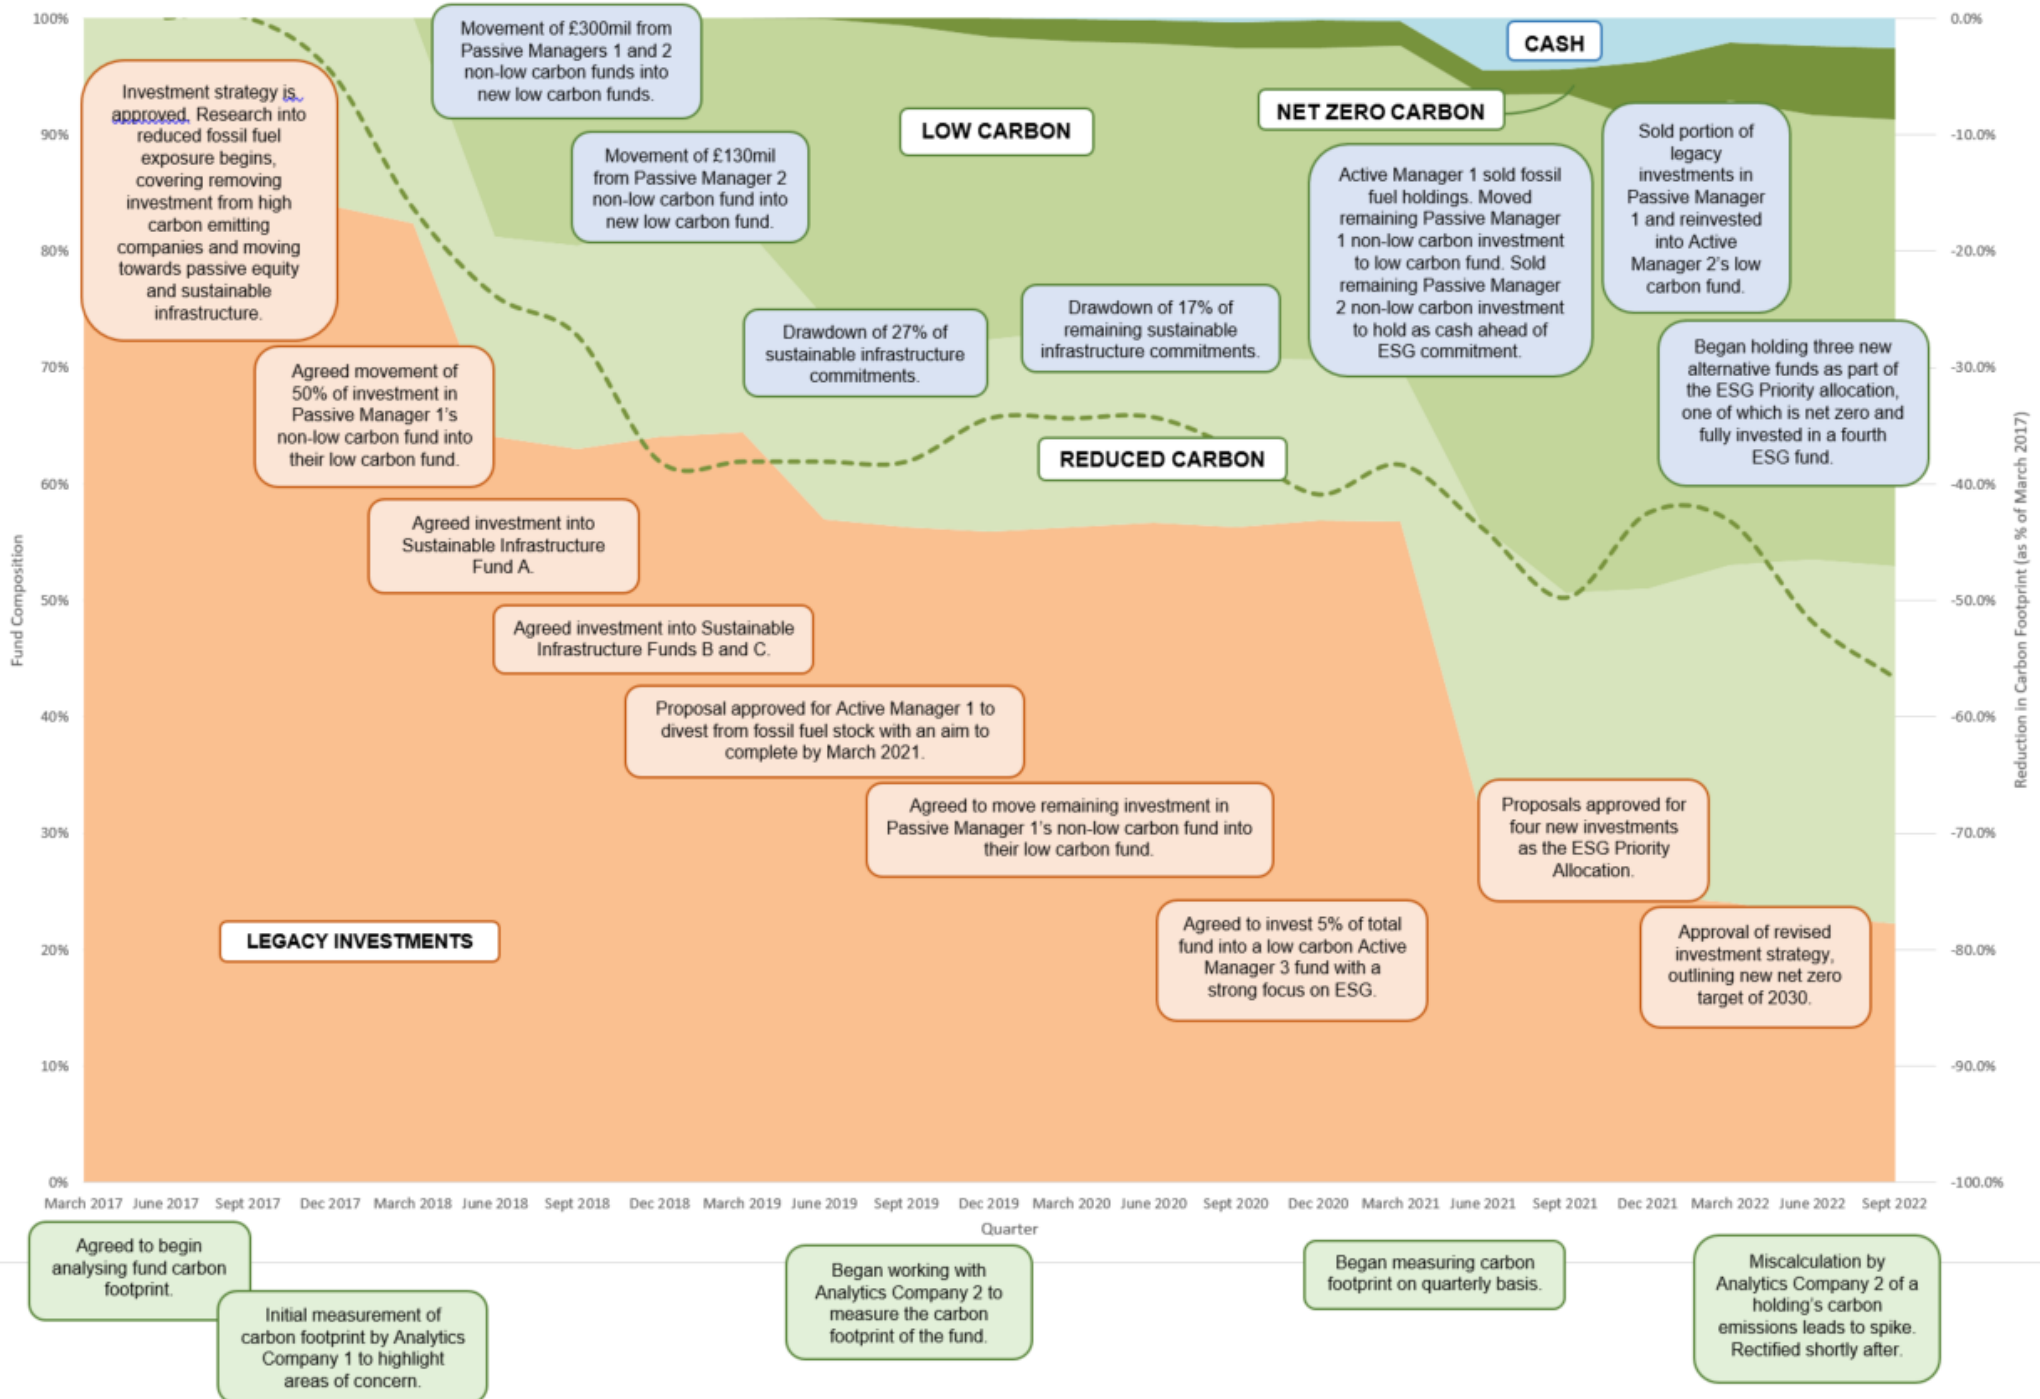 100%
90%
80%
70%
60%
50%
40%
30%
20%
10%
0%
Fund Composition
0.0%
-10.0%
-20.0%
-30.0%
-40.0%
-50.0%
-60.0%
-70.0%
-80.0%
-90.0%
-100.0%
Reduction in Carbon Footprint (as % of March 2017)
Investment strategy is
approved. Research into
reduced fossil fuel
exposure begins,
covering removing
investment from high
carbon emitting
companies and moving
towards passive equity
and sustainable
infrastructure.
Movement of £300mil from
Passive Managers 1 and 2
non-low carbon funds into
new low carbon funds.
Movement of £130mil
from Passive Manager 2
non-low carbon fund into
new low carbon fund.
LOW CARBON
CASH
NET ZERO CARBON
Active Manager 1 sold fossil
fuel holdings. Moved
remaining Passive Manager
1 non-low carbon investment
to low carbon fund. Sold
remaining Passive Manager
2 non-low carbon investment
to hold as cash ahead of
ESG commitment.
Sold portion of
legacy
investments in
Passive Manager
1 and reinvested
into Active
Manager 2's low
carbon fund.
Drawdown of 27% of
sustainable infrastructure
commitments.
Drawdown of 17% of
remaining sustainable
infrastructure commitments.
Began holding three new
alternative funds as part of
the ESG Priority allocation,
one of which is net zero and
fully invested in a fourth
ESG fund.
Agreed movement of
50% of investment in
Passive Manager 1's
non-low carbon fund into
their low carbon fund.
REDUCED CARBON
Agreed investment into
Sustainable Infrastructure
Fund A.
Agreed investment into Sustainable
Infrastructure Funds B and C.
Proposal approved for Active Manager 1 to
divest from fossil fuel stock with an aim to
complete by March 2021.
Agreed to move remaining investment in
Passive Manager 1's non-low carbon fund into
their low carbon fund.
Proposals approved for
four new investments
as the ESG Priority
Allocation.
LEGACY INVESTMENTS
Agreed to invest 5% of total
fund into a low carbon Active
Manager 3 fund with a
strong focus on ESG.
Approval of revised
investment strategy,
outlining new net zero
target of 2030.
March 2017 June 2017 Sept 2017 Dec 2017 March 2018 June 2018 Sept 2018 Dec 2018 March 2019 June 2019 Sept 2019 Dec 2019 March 2020 June 2020 Sept 2020 Dec 2020 March 2021 June 2021 Sept 2021 Dec 2021 March 2022 June 2022 Sept 2022
Quarter
Agreed to begin
analysing fund carbon
footprint.
Initial measurement of
carbon footprint by Analytics
Company 1 to highlight
areas of concern.
Began working with
Analytics Company 2 to
measure the carbon
footprint of the fund.
Began measuring carbon
footprint on quarterly basis.
Miscalculation by
Analytics Company 2 of a
holding's carbon
emissions leads to spike.
Rectified shortly after.